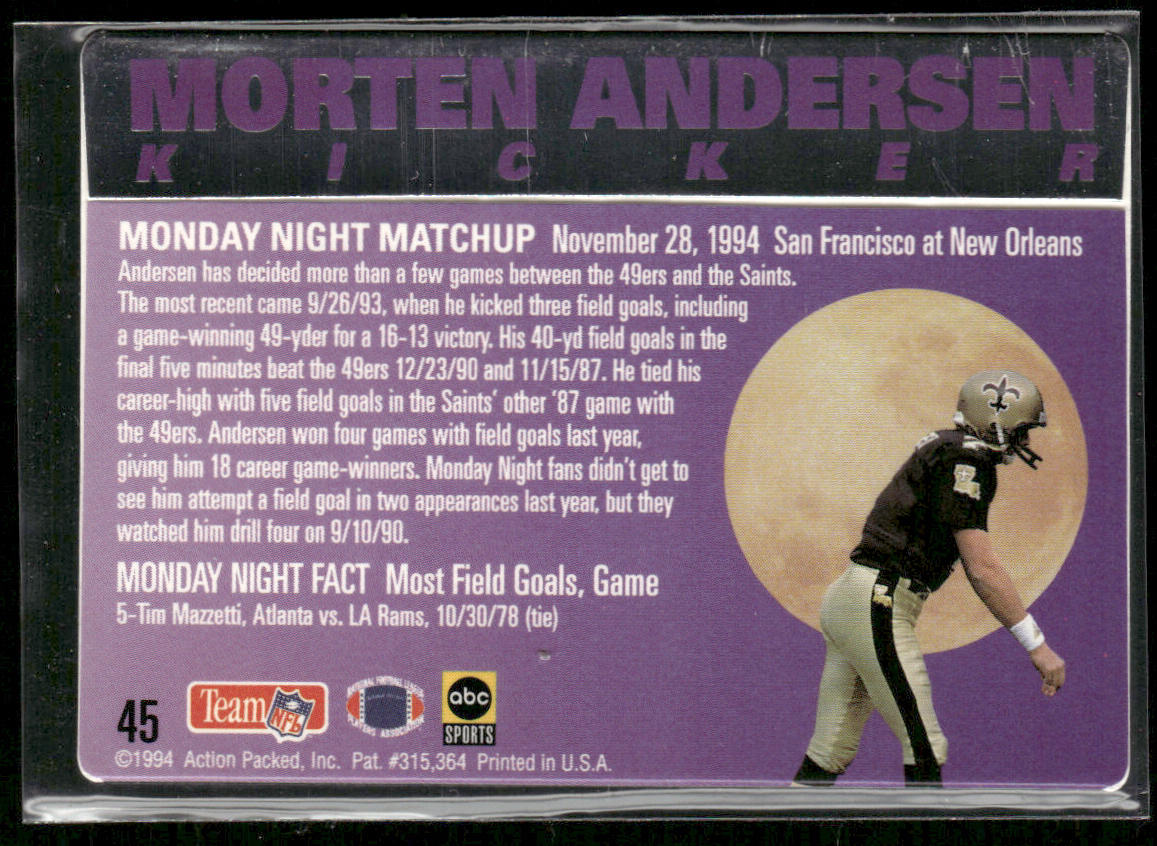 MORTEN ANDERSEN
KICKER
MONDAY NIGHT MATCHUP November 28, 1994 San Francisco at New Orleans
Andersen has decided more than a few games between the 49ers and the Saints.
The most recent came 9/26/93, when he kicked three field goals, including
a game-winning 49-yder for a 16-13 victory. His 40-yd field goals in the
final five minutes beat the 49ers 12/23/90 and 11/15/87. He tied his
career-high with five field goals in the Saints' other '87 game with
the 49ers. Andersen won four games with field goals last year,
giving him 18 career game-winners. Monday Night fans didn't get to
see him attempt a field goal in two appearances last year, but they
watched him drill four on 9/10/90.
MONDAY NIGHT FACT Most Field Goals, Game
5-Tim Mazzetti, Atlanta vs. LA Rams, 10/30/78 (tie)
45
Team NFL
NATIONAL FOOTBALL LEAGUE
PLAYERS ASSOCIATION
abc
SPORTS
©1994 Action Packed, Inc. Pat. #315,364 Printed in U.S.A.